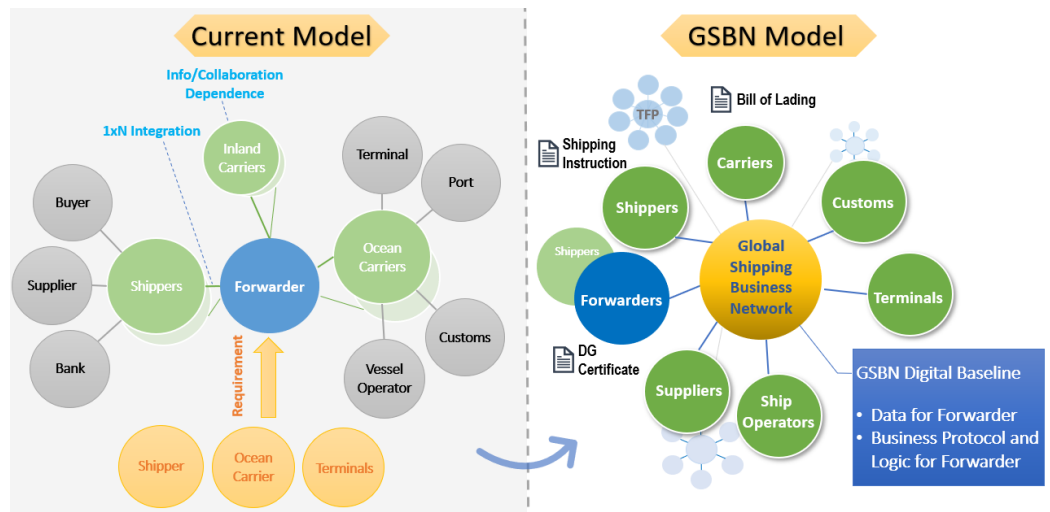 Current Model
Info/Collaboration
Dependence
1xN Integration
Inland
Carriers
Terminal
Port
Buyer
Ocean
Carriers
Supplier
Shippers
Forwarder
Customs
Bank
Vessel
Operator
Requirement
Shipper
Ocean
Carrier
Terminals
GSBN Model
TFP
Bill of Lading
Shipping
Instruction
Carriers
Customs
Shippers
Global
Shipping
Business
Network
Shippers
Forwarders
Terminals
DG
Certificate
Suppliers
Ship
Operators
GSBN Digital Baseline
• Data for Forwarder
• Business Protocol and
Logic for Forwarder